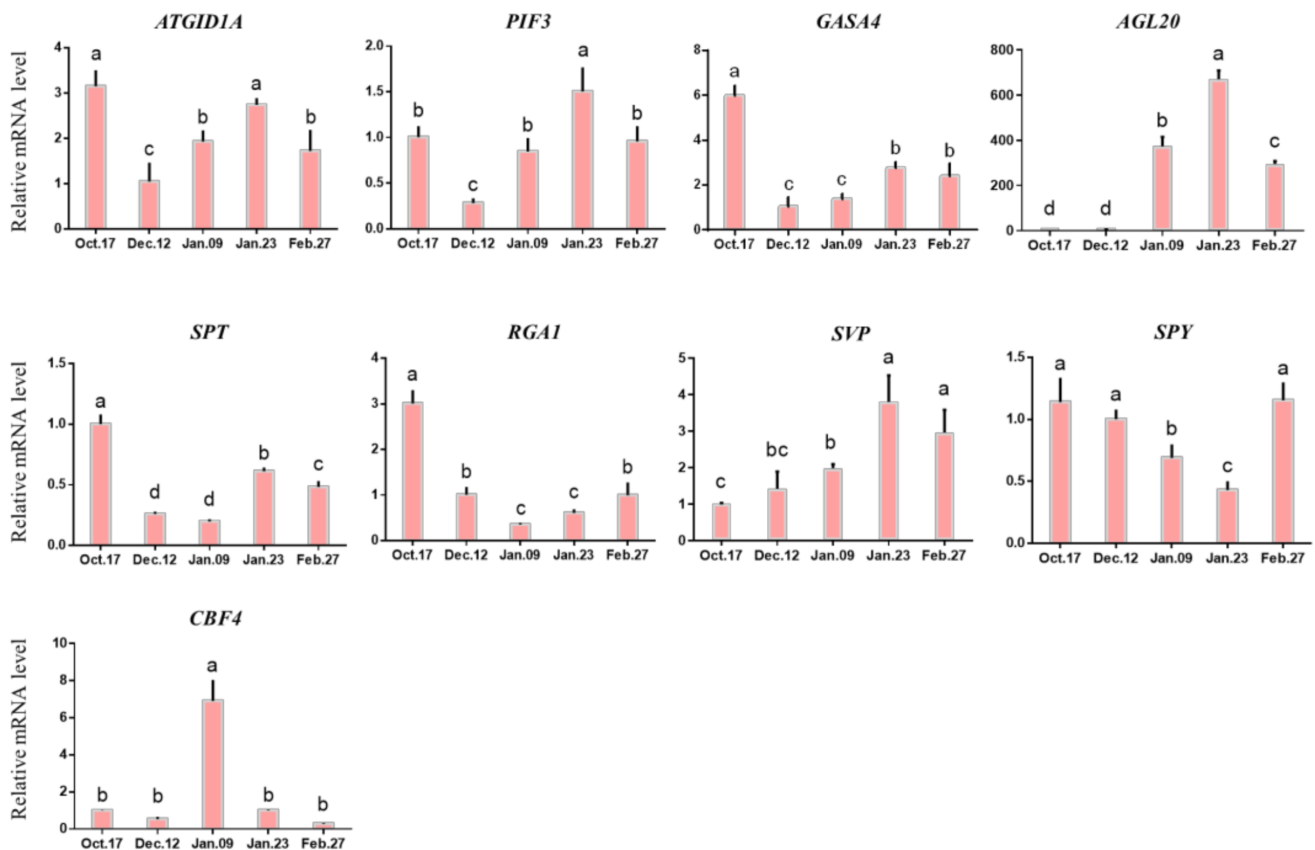 ATGID1A
Relative mRNA level
4
3
2
1
0
a
c
b
a
b
Oct.17 Dec.12 Jan.09 Jan.23 Feb.27
PIF3
2.0
1.5
1.0
0.5
0.0
b
c
b
a
b
Oct.17 Dec.12 Jan.09 Jan.23 Feb.27
GASA4
8
6
4
2
0
a
c
c
b
b
Oct.17 Dec.12 Jan.09 Jan.23 Feb.27
AGL20
800
600
400
200
0
d
d
b
a
c
Oct.17 Dec.12 Jan.09 Jan.23 Feb.27
SPT
Relative mRNA level
1.5
1.0
0.5
0.0
a
d
d
b
c
Oct.17 Dec.12 Jan.09 Jan.23 Feb.27
RGA1
4
3
2
1
0
a
b
c
c
b
Oct.17 Dec.12 Jan.09 Jan.23 Feb.27
SVP
5
4
3
2
1
0
c
bc
b
a
a
Oct.17 Dec.12 Jan.09 Jan.23 Feb.27
SPY
1.5
1.0
0.5
0.0
a
a
b
c
a
Oct.17 Dec.12 Jan.09 Jan.23 Feb.27
CBF4
Relative mRNA level
10
8
6
4
2
0
b
b
a
b
b
Oct.17 Dec.12 Jan.09 Jan.23 Feb.27